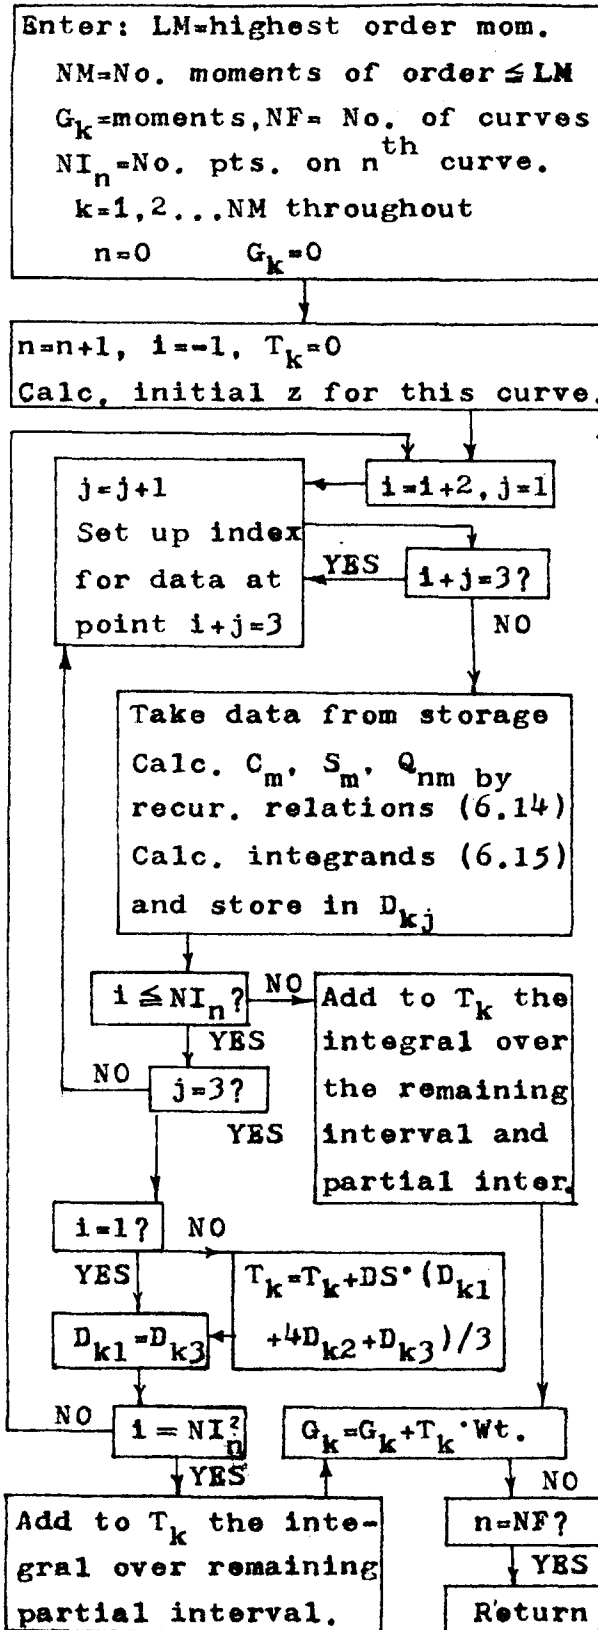 Enter: LM=highest order mom.
NM=No. moments of order ≤ LM
G_k=moments, NF= No. of curves
NI_n=No. pts. on n^th curve.
k=1,2...NM throughout
n=0 G_k=0
n=n+1, i=-1, T_k=0
Calc. initial z for this curve.
i=i+2, j=1
j=j+1
Set up index
for data at
point i+j=3
YES
i+j=3?
NO
Take data from storage
Calc. C_m, S_m, Q_nm by
recur. relations (6.14)
Calc. integrands (6.15)
and store in D_kj
i ≦ NI_n?
NO
YES
Add to T_k the
integral over
the remaining
interval and
partial inter.
NO
j=3?
YES
i=1?
NO
YES
T_k=T_k+DS·(D_k1
+4D_k2+D_k3)/3
D_k1=D_k3
NO
i = NI_n?
YES
G_k=G_k+T_k·Wt.
NO
Add to T_k the inte-
gral over remaining
partial interval.
n=NF?
YES
Return